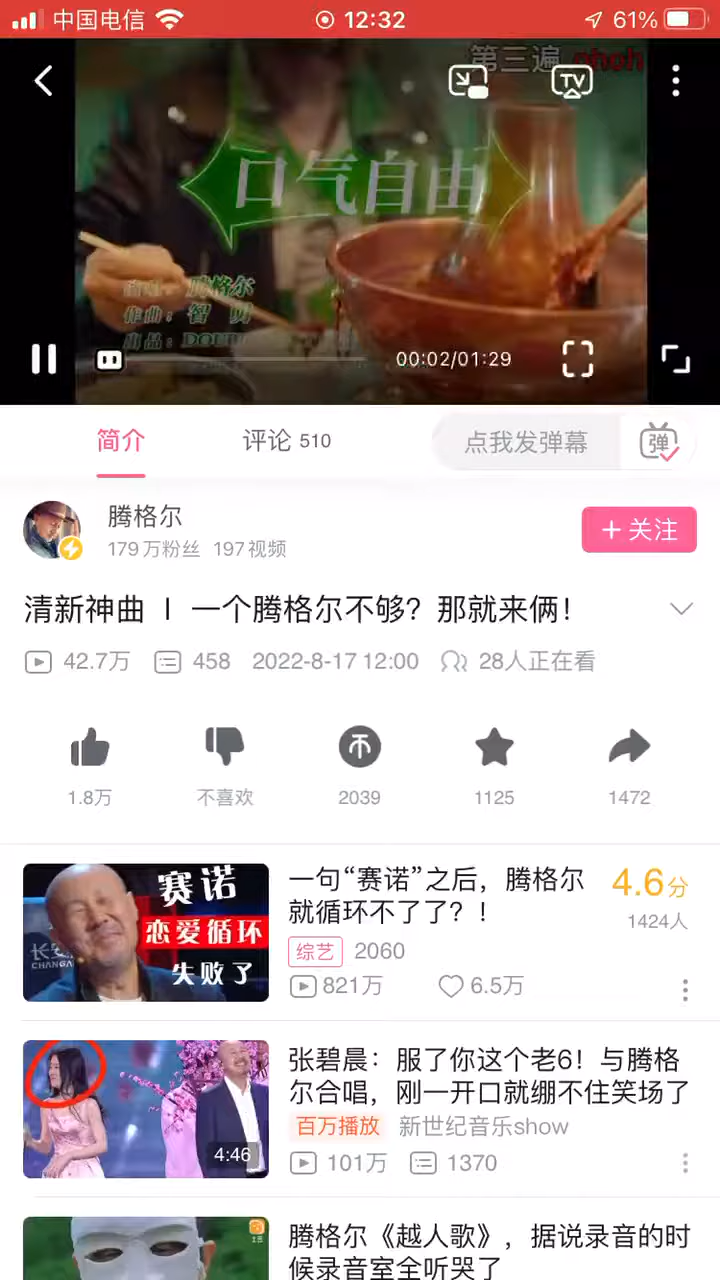 中国电信 12:32 61%
第三遍
TV
口气自由
演唱：腾格尔
作曲：智勇
出品：
00:02/01:29
简介 评论 510 点我发弹幕 弹
腾格尔
179万粉丝 197视频
+ 关注
清新神曲 | 一个腾格尔不够？那就来俩！
42.7万 458 2022-8-17 12:00 28人正在看
1.8万 不喜欢 2039 1125 1472
赛诺
恋爱循环
失败了
长安
CHANGA
一句“赛诺”之后，腾格尔
就循环不了了？！
4.6分
1424人
综艺 2060
821万 6.5万
4:46
张碧晨：服了你这个老6！与腾格
尔合唱，刚一开口就绷不住笑场了
百万播放 新世纪音乐show
101万 1370
腾格尔《越人歌》，据说录音的时
候录音室全听哭了